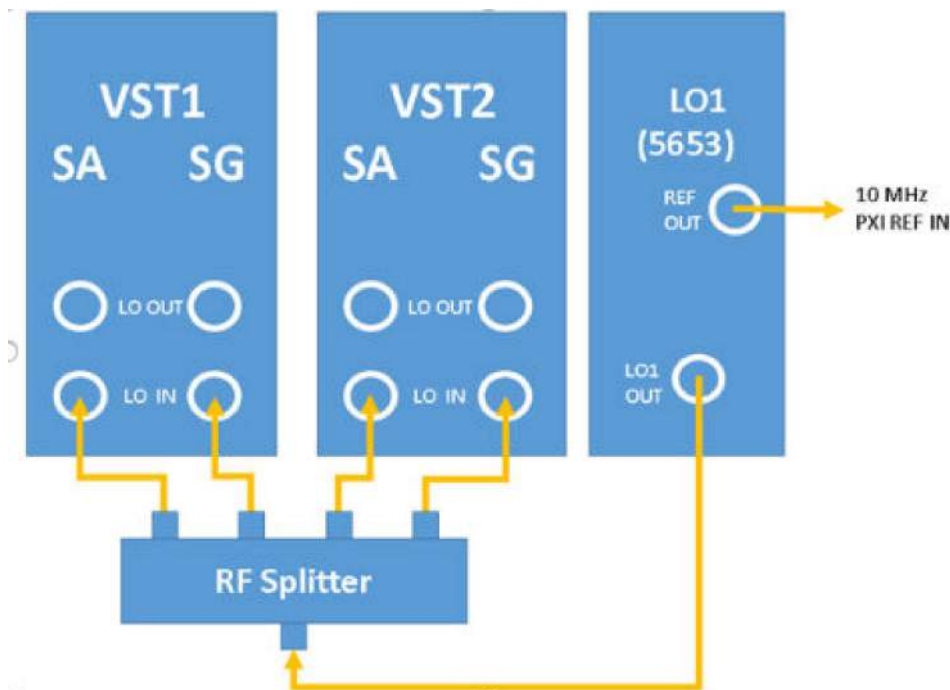 VST1
SA SG
LO OUT
LO IN
VST2
SA SG
LO OUT
LO IN
LO1
(5653)
REF
OUT
10 MHz
PXI REF IN
LO1
OUT
RF Splitter